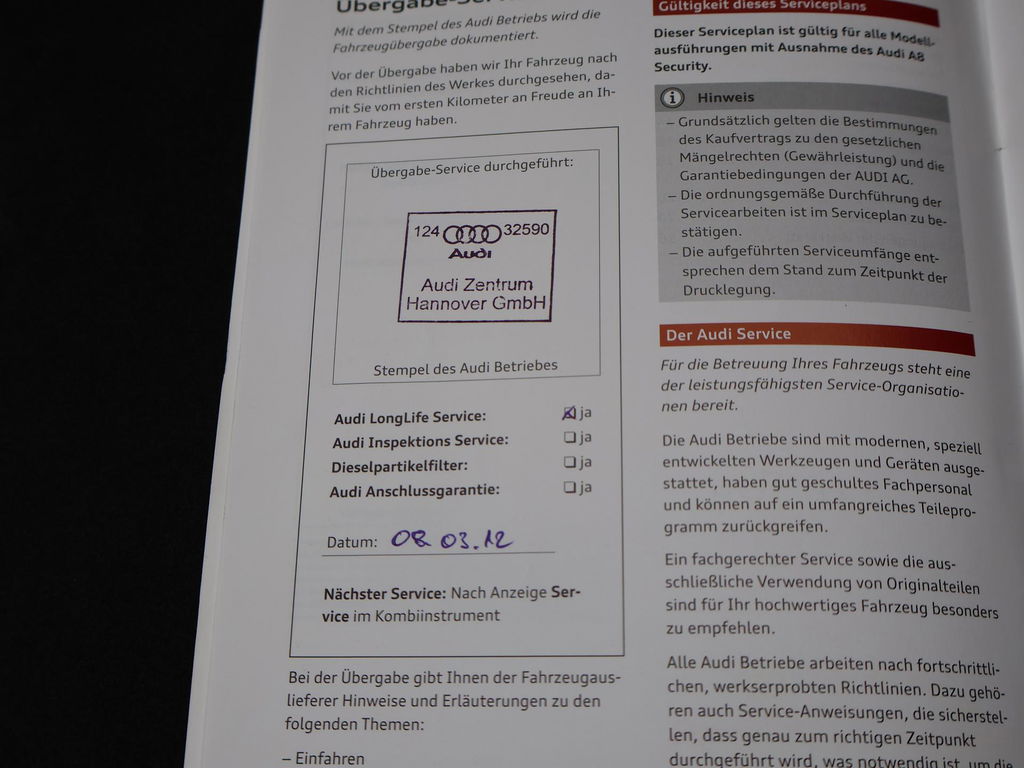 Übergabe-Ser
Mit dem Stempel des Audi Betriebs wird die
Fahrzeugübergabe dokumentiert.
Vor der Übergabe haben wir Ihr Fahrzeug nach
den Richtlinien des Werkes durchgesehen, da-
mit Sie vom ersten Kilometer an Freude an Ih-
rem Fahrzeug haben.
Übergabe-Service durchgeführt:
124 32590
Audi
Audi Zentrum
Hannover GmbH
Stempel des Audi Betriebes
Audi LongLife Service: ja
Audi Inspektions Service: ja
Dieselpartikelfilter: ja
Audi Anschlussgarantie: ja
Datum: 08 03.12
Nächster Service: Nach Anzeige Ser-
vice im Kombiinstrument
Bei der Übergabe gibt Ihnen der Fahrzeugaus-
lieferer Hinweise und Erläuterungen zu den
folgenden Themen:
– Einfahren
Gültigkeit dieses Serviceplans
Dieser Serviceplan ist gültig für alle Modell-
ausführungen mit Ausnahme des Audi A8
Security.
i Hinweis
– Grundsätzlich gelten die Bestimmungen
des Kaufvertrags zu den gesetzlichen
Mängelrechten (Gewährleistung) und die
Garantiebedingungen der AUDI AG.
– Die ordnungsgemäße Durchführung der
Servicearbeiten ist im Serviceplan zu be-
stätigen.
– Die aufgeführten Serviceumfänge ent-
sprechen dem Stand zum Zeitpunkt der
Drucklegung.
Der Audi Service
Für die Betreuung Ihres Fahrzeugs steht eine
der leistungsfähigsten Service-Organisatio-
nen bereit.
Die Audi Betriebe sind mit modernen, speziell
entwickelten Werkzeugen und Geräten ausge-
stattet, haben gut geschultes Fachpersonal
und können auf ein umfangreiches Teilepro-
gramm zurückgreifen.
Ein fachgerechter Service sowie die aus-
schließliche Verwendung von Originalteilen
sind für Ihr hochwertiges Fahrzeug besonders
zu empfehlen.
Alle Audi Betriebe arbeiten nach fortschrittli-
chen, werkserprobten Richtlinien. Dazu gehö-
ren auch Service-Anweisungen, die sicherstel-
len, dass genau zum richtigen Zeitpunkt
durchgeführt wird, was notwendig ist, um die